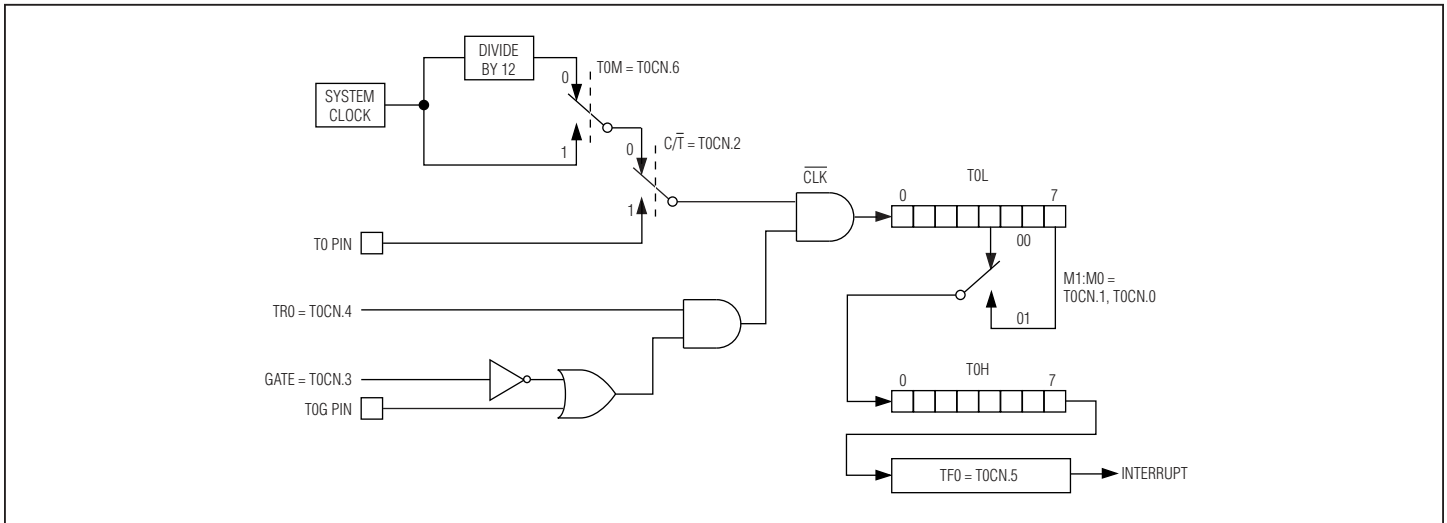 DIVIDE
BY 12
T0M = T0CN.6
0
SYSTEM
CLOCK
1
C/T̅ = T0CN.2
0
C̅L̅K̅
T0L
0 7
1
T0 PIN
00
M1:M0 =
T0CN.1, T0CN.0
TR0 = T0CN.4
01
T0H
0 7
GATE = T0CN.3
T0G PIN
TF0 = T0CN.5
INTERRUPT